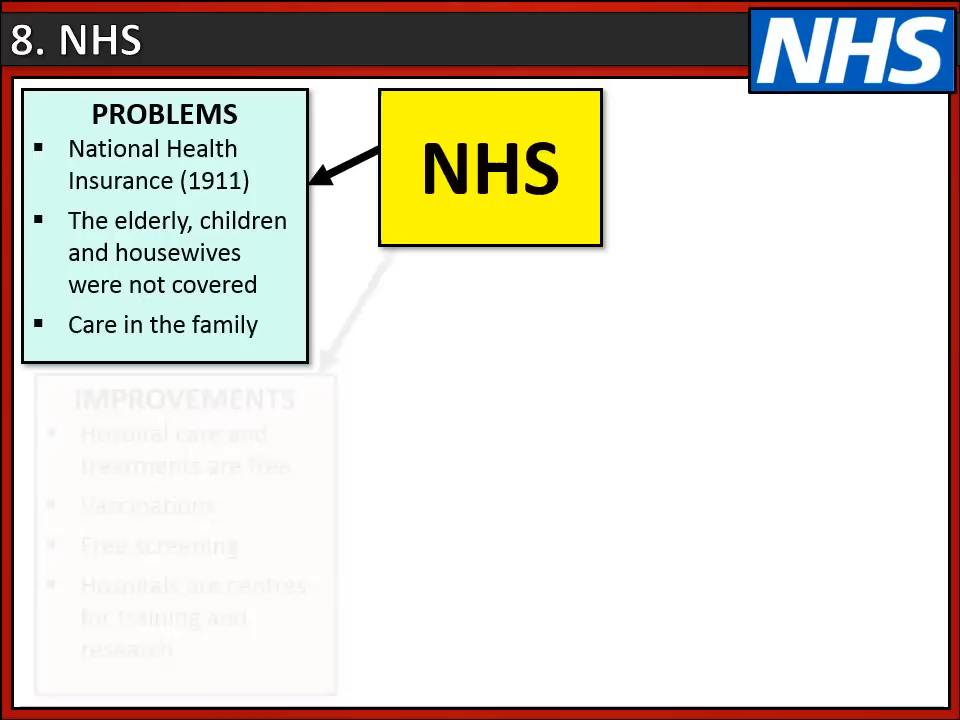 8. NHS
NHS
PROBLEMS
▪ National Health
Insurance (1911)
▪ The elderly, children
and housewives
were not covered
▪ Care in the family
NHS
IMPROVEMENTS
▪ Hospital care and
treatments are free
▪ Vaccinations
▪ Free screening
▪ Hospitals are centres
for training and
research